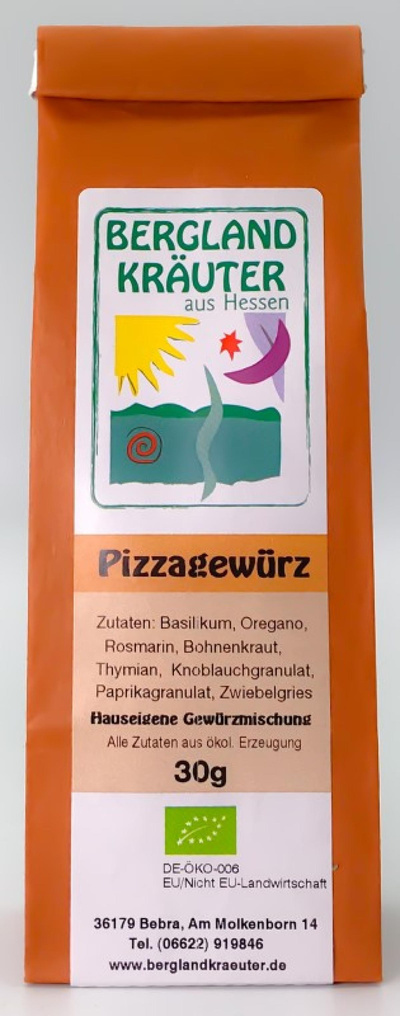 BERGLAND
KRÄUTER
aus Hessen
Pizzagewürz
Zutaten: Basilikum, Oregano,
Rosmarin, Bohnenkraut,
Thymian, Knoblauchgranulat,
Paprikagranulat, Zwiebelgries
Hauseigene Gewürzmischung
Alle Zutaten aus ökol. Erzeugung
30g
DE-ÖKO-006
EU/Nicht EU-Landwirtschaft
36179 Bebra, Am Molkenborn 14
Tel. (06622) 919846
www.berglandkraeuter.de